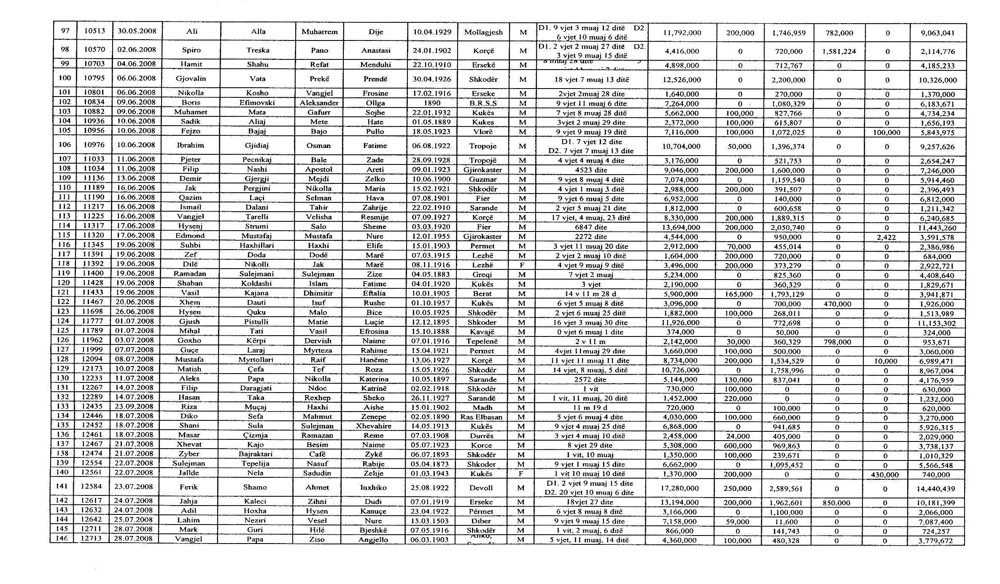 97 10513 30.05.2008 Ali Alla Muharrem Dije 10.04.1929 Mollagjesh M D1. 9 vjet 3 muaj 12 ditë D2. 6 vjet 10 muaj 6 ditë 11,792,000 200,000 1,746,959 782,000 0 9,063,041
98 10570 02.06.2008 Spiro Treska Pano Anastasi 24.01.1902 Korçë M D1. 2 vjet 2 muaj 27 ditë D2. 3 vjet 9 muaj 15 ditë 4,416,000 0 720,000 1,581,224 0 2,114,776
99 10703 04.06.2008 Hamit Shahu Refat Menduhi 22.10.1910 Ersekë M 8 muaj 28 dite 4.898,000 0 712,767 0 0 4,185,233
100 10795 06.06.2008 Gjovalin Vata Prekë Prendë 30.04.1926 Shkodër M 18 vjet 7 muaj 13 ditë 12,526,000 0 2,200,000 0 0 10,326,000
101 10801 06.06.2008 Nikolla Kosho Vangjel Frosine 17.02.1916 Erseke M 2vjet 2muaj 28 dite 1,640,000 0 270,000 0 0 1,370,000
102 10834 09.06.2008 Boris Efimovski Aleksander Ollga 1890 B.R.S.S M 9 vjet 11 muaj 6 dite 7,264,000 0 1,080,329 0 0 6,183,671
103 10882 09.06.2008 Muhamet Mata Gafurr Sojhe 22.01.1932 Kukës M 7 vjet 8 muaj 28 ditë 5,662,000 100,000 827,766 0 0 4,734,234
104 10936 10.06.2008 Sadik Aliaj Mete Hate 01.05.1889 Kukes M 3vjet 2 muaj 29 dite 2,372,000 100,000 615,807 0 0 1,656,193
105 10956 10.06.2008 Fejzo Bajaj Bajo Pullo 18.05.1923 Vlorë M 9 vjet 9 muaj 19 ditë 7,116,000 100,000 1,072,025 0 100,000 5,843,975
106 10976 10.06.2008 Ibrahim Gjidiaj Osman Fatime 06.08.1922 Tropoje M D1. 7 vjet 12 dite D2. 7 vjet 7 muaj 13 dite 10,704,000 50,000 1,396,374 0 0 9,257,626
107 11033 11.06.2008 Pjeter Pecnikaj Bale Zade 28.09.1928 Tropojë M 4 vjet 4 muaj 4 dite 3,176,000 0 521,753 0 0 2,654,247
108 11034 11.06.2008 Filip Nashi Apostol Areti 09.01.1923 Gjirokaster M 4523 dite 9,046,000 200,000 1,600,000 0 0 7,246,000
109 11136 13.06.2008 Demir Gjergji Mejdi Zelko 10.06.1900 Guzmar M 9 vjet 8 muaj 4 ditë 7,074,000 0 1,159,540 0 0 5,914,460
110 11189 16.06.2008 Jak Pergjini Nikolla Maria 15.02.1921 Shkodër M 4 vjet 1 muaj 3 ditë 2,988,000 200,000 391,507 0 0 2,396,493
111 11190 16.06.2008 Qazim Laçi Selman Hava 07.08.1901 Fier M 9 vjet 6 muaj 5 dite 6,952,000 0 140,000 0 0 6,812,000
112 11217 16.06.2008 Ismail Dalani Tahir Zahrije 22.02.1910 Sarande M 2 vjet 5 muaj 21 dite 1,812,000 0 600,658 0 0 1,211,342
113 11225 16.06.2008 Vangjel Tarelli Velisha Resmije 07.09.1927 Korçë M 17 vjet, 4 muaj, 23 ditë 8,330,000 200,000 1,889,315 0 0 6,240,685
114 11317 17.06.2008 Hysenj Strumi Salo Sheme 03.03.1920 Fier M 6847 dite 13,694,000 200,000 2,050,740 0 0 11,443,260
115 11320 17.06.2008 Edmond Mustafaj Mustafa Nure 12.01.1955 Gjirokaster M 2272 dite 4,544,000 0 950,000 0 2,422 3,591,578
116 11345 19.06.2008 Suhbi Haxhillari Haxhi Elife 15.01.1903 Permet M 3 vjet 11 muaj 20 dite 2,912,000 70,000 455,014 0 0 2,386,986
117 11391 19.06.2008 Zef Doda Dodë Marë 07.03.1915 Lezhë M 2 vjet 2 muaj 10 ditë 1,604,000 200,000 720,000 0 0 684,000
118 11392 19.06.2008 Dilë Nikolli Jak Marë 08.11.1916 Lezhë F 4 vjet 9 muaj 9 ditë 3,496,000 200,000 373,279 0 0 2,922,721
119 11400 19.06.2008 Ramadan Sulejmani Sulejman Zize 04.05.1883 Greqi M 7 vjet 2 muaj 5,234,000 0 825,360 0 0 4,408,640
120 11428 19.06.2008 Shaban Koldashi Islam Fatime 04.01.1920 Kukës M 3 vjet 2,190,000 0 360,329 0 0 1,829,671
121 11433 19.06.2008 Vasil Kajana Dhimitir Eftalia 10.01.1905 Berat M 14 v 11 m 28 d 5,900,000 165,000 1,793,129 0 0 3,941,871
122 11467 20.06.2008 Xhem Dauti Isuf Rushe 01.10.1957 Kukës M 6 vjet 5 muaj 8 ditë 3,096,000 0 700,000 470,000 0 1,926,000
123 11698 26.06.2008 Hysen Quku Malo Bice 10.05.1925 Shkodër M 2 vjet 6 muaj 25 ditë 1,882,000 100,000 268,011 0 0 1,513,989
124 11777 01.07.2008 Gjush Pistulli Matie Luçie 12.12.1895 Shkoder M 16 vjet 3 muaj 30 dite 11,926,000 0 772,698 0 0 11,153,302
125 11789 01.07.2008 Mihal Tati Vasil Efrosina 15.10.1888 Kavajë M 0 vjet 6 muaj 1 dite 374,000 0 50,000 0 0 324,000
126 11962 03.07.2008 Goxho Kërpi Dervish Naime 07.01.1916 Tepelenë M 2 v 11 m 2,142,000 30,000 360,329 798,000 0 953,671
127 11999 07.07.2008 Guçe Laraj Myrteza Rahime 15.04.1921 Permet M 4vjet 11muaj 29 dite 3,660,000 100,000 500,000 0 0 3,060,000
128 12094 08.07.2008 Mustafa Myrtollari Raif Hanëme 13.06.1927 Korçë M 11 vjet 11 muaj 11 dite 8,734,000 200,000 1,534,529 0 10,000 6,989,471
129 12173 10.07.2008 Matish Çefa Tef Roza 15.05.1926 Shkodër M 14 vjet, 8 muaj, 5 ditë 10,726,000 0 1,758,996 0 0 8,967,004
130 12233 11.07.2008 Aleks Papa Nikolla Katerina 10.05.1897 Sarande M 2572 dite 5,144,000 130,000 837,041 0 0 4,176,959
131 12267 14.07.2008 Filip Daragjati Ndoc Katrinë 02.02.1918 Shkodër M 1 vit 730,000 100,000 0 0 0 630,000
132 12289 14.07.2008 Hasan Taka Rexhep Sheko 26.11.1927 Sarandë M 1 vit, 11 muaj, 20 ditë 1,452,000 220,000 0 0 0 1,232,000
133 12435 23.09.2008 Riza Muçaj Haxhi Aishe 15.01.1902 Madh M 11 m 19 d 720,000 0 100,000 0 0 620,000
134 12446 18.07.2008 Diko Sefa Mahmut Zenepe 02.05.1890 Ras Elbasan M 5 vjet 6 muaj 4 dite 4,030,000 100,000 660,000 0 0 3,270,000
135 12452 18.07.2008 Shani Sula Sulejman Xhevahire 14.05.1913 Kukës M 9 vjet 4 muaj 25 ditë 6,868,000 0 941,685 0 0 5,926,315
136 12461 18.07.2008 Masar Çizmja Ramazan Reme 07.03.1908 Durrës M 3 vjet 4 muaj 10 ditë 2,458,000 24,000 405,000 0 0 2,029,000
137 12467 21.07.2008 Xhevat Kajo Besim Naime 05.07.1923 Korce M 8 vjet 29 dite 5,308,000 600,000 969,863 0 0 3,738,137
138 12474 21.07.2008 Zyber Bajraktari Cafë Zykë 06.07.1893 Shkodër M 1 vit, 10 muaj 1,350,000 100,000 239,671 0 0 1,010,329
139 12554 22.07.2008 Sulejman Tepelija Nasuf Rabije 05.04.1873 Shkoder M 9 vjet 1 muaj 15 dite 6,662,000 0 1,095,452 0 0 5,566,548
140 12561 22.07.2008 Jallde Nela Sadudin Zelije 01.03.1943 Kukës F 1 vit 10 muaj 10 ditë 1,370,000 200,000 0 0 430,000 740,000
141 12584 23.07.2008 Ferik Shamo Ahmet Inxhiko 25.08.1922 Devoll M D1. 2 vjet 9 muaj 15 dite D2. 20 vjet 10 muaj 6 dite 17,280,000 250,000 2,589,561 0 0 14,440,439
142 12617 24.07.2008 Jahja Kaleci Zihni Dudi 07.01.1919 Erseke M 18vjet 27 dite 13,194,000 200,000 1,962,601 850,000 0 10,181,399
143 12632 24.07.2008 Adil Hoxha Hysen Kanuçe 23.04.1922 Përmet M 6 vjet 8 muaj 8 ditë 3,166,000 0 1,100,000 0 0 2,066,000
144 12642 25.07.2008 Lahim Neziri Vesel Nure 15.03.1503 Diber M 9 vjet 9 muaj 15 dite 7,158,000 59,000 11,600 0 0 7,087,400
145 12711 28.07.2008 Mark Guri Hilë Bjeshkë 07.05.1916 Shkodër M 1 vit, 2 muaj, 6 ditë 866,000 0 141,743 0 0 724,257
146 12713 28.07.2008 Vangjel Papa Ziso Angjello 06.03.1903 M 5 vjet, 11 muaj, 14 ditë 4,360,000 100,000 480,328 0 0 3,779,672